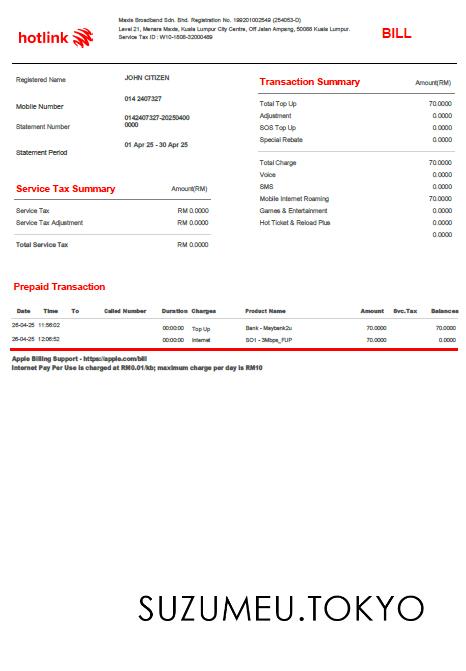 hotlink
Maxis Broadband Sdn. Bhd. Registration No. 199201002549 (254053-D)
Level 21, Menara Maxis, Kuala Lumpur City Centre, Off Jalan Ampang, 50088 Kuala Lumpur.
Service Tax ID : W10-1808-32000489
BILL
Registered Name JOHN CITIZEN
Mobile Number 014 2407327
Statement Number 0142407327-20250400
0000
Statement Period 01 Apr 25 - 30 Apr 25
Transaction Summary Amount(RM)
Total Top Up 70.0000
Adjustment 0.0000
SOS Top Up 0.0000
Special Rebate 0.0000
Total Charge 70.0000
Voice 0.0000
SMS 0.0000
Mobile Internet Roaming 70.0000
Games & Entertainment 0.0000
Hot Ticket & Reload Plus 0.0000
0.0000
Service Tax Summary Amount(RM)
Service Tax RM 0.0000
Service Tax Adjustment RM 0.0000
Total Service Tax RM 0.0000
Prepaid Transaction
Date Time To Called Number Duration Charges Product Name Amount Svc.Tax Balances
26-04-25 11:56:02 00:00:00 Top Up Bank - Maybank2u 70.0000 70.0000
26-04-25 12:06:52 00:00:00 Internet SO1 - 3Mbps_FUP 70.0000 0.0000
Apple Billing Support - https://apple.com/bill
Internet Pay Per Use is charged at RM0.01/kb; maximum charge per day is RM10
SUZUMEU.TOKYO